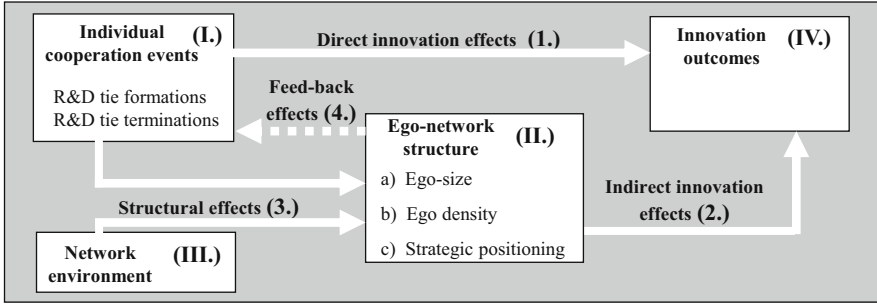 Individual (I.)
cooperation events
R&D tie formations
R&D tie terminations
Direct innovation effects (1.)
Innovation (IV.)
outcomes
Feed-back
effects (4.)
Ego-network (II.)
structure
a) Ego-size
b) Ego density
c) Strategic positioning
Structural effects (3.)
Indirect innovation
effects (2.)
Network (III.)
environment